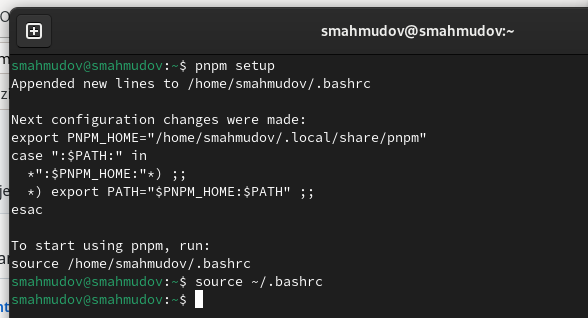 smahmudov@smahmudov:~
smahmudov@smahmudov:~$ pnpm setup
Appended new lines to /home/smahmudov/.bashrc

Next configuration changes were made:
export PNPM_HOME="/home/smahmudov/.local/share/pnpm"
case ":$PATH:" in
  *":$PNPM_HOME:"*) ;;
  *) export PATH="$PNPM_HOME:$PATH" ;;
esac

To start using pnpm, run:
source /home/smahmudov/.bashrc
smahmudov@smahmudov:~$ source ~/.bashrc
smahmudov@smahmudov:~$